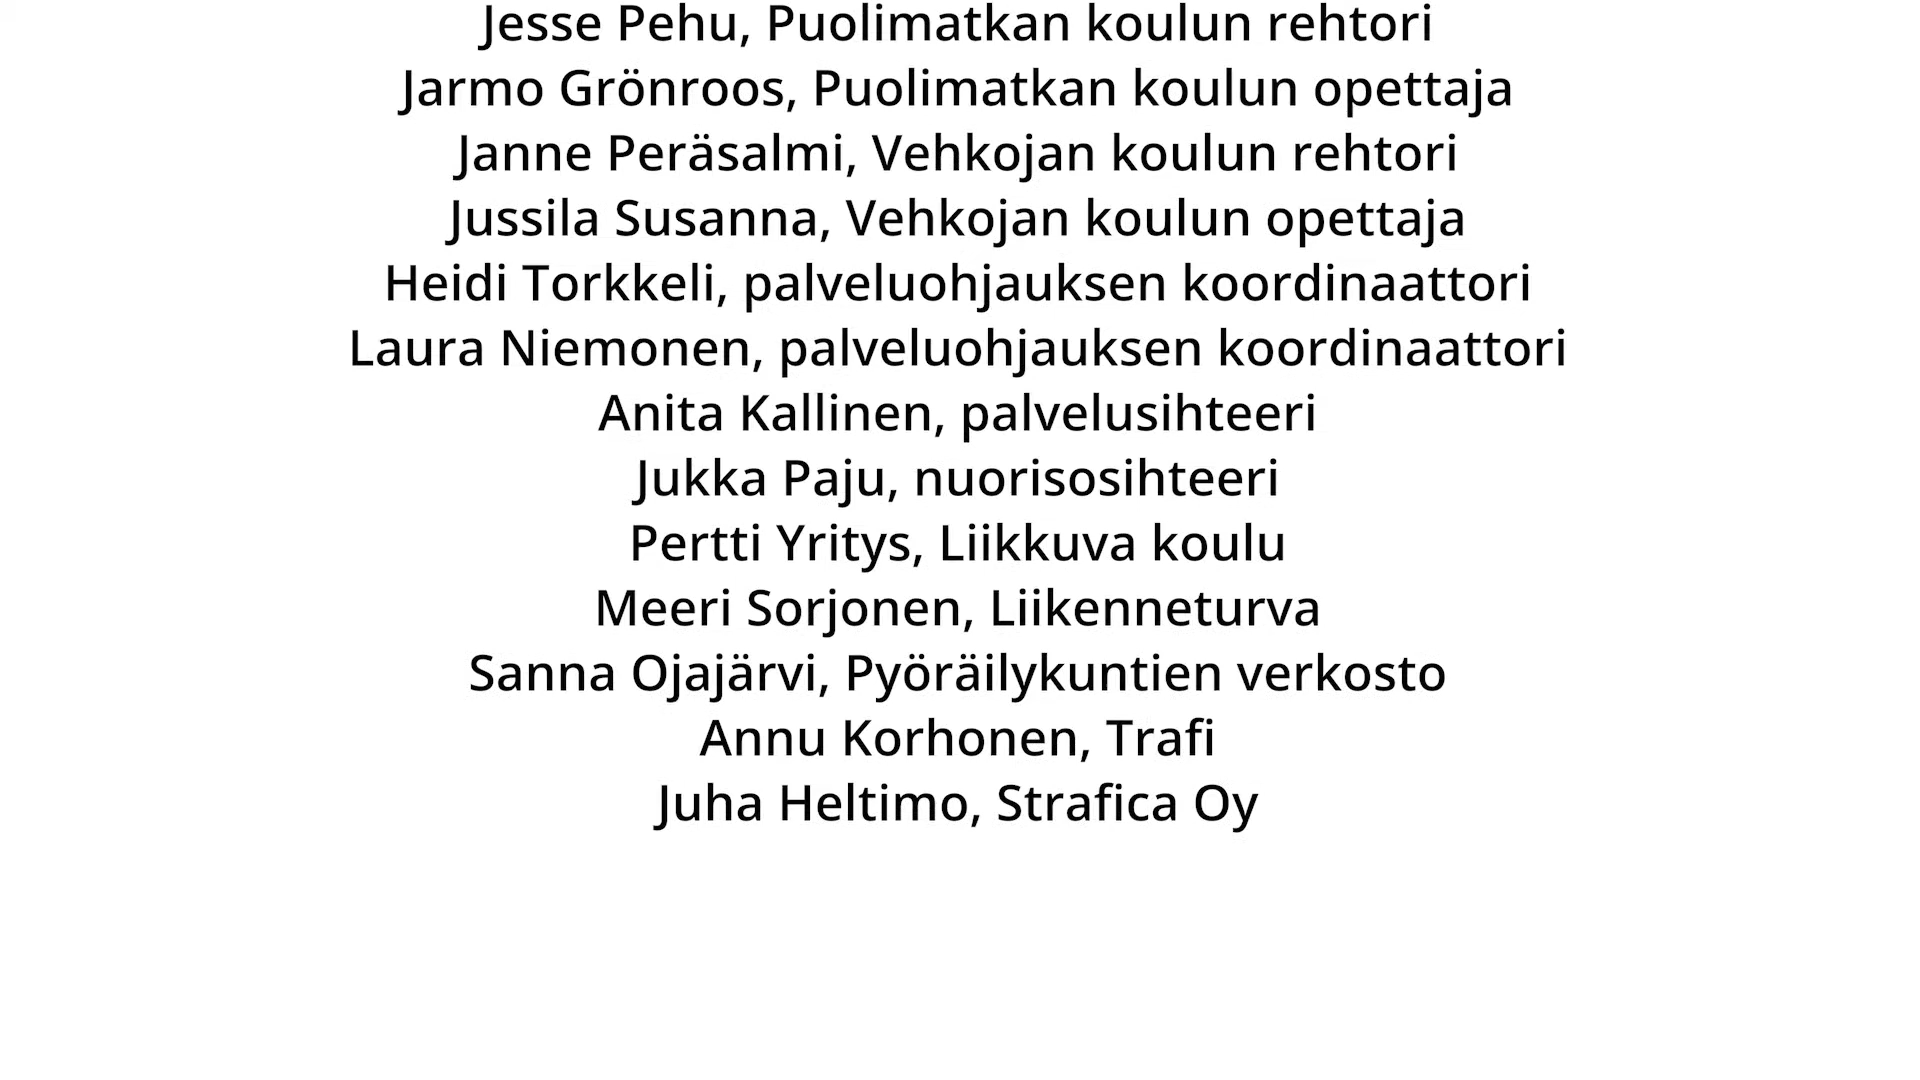 Jesse Pehu, Puolimatkan koulun rehtori
Jarmo Grönroos, Puolimatkan koulun opettaja
Janne Peräsalmi, Vehkojan koulun rehtori
Jussila Susanna, Vehkojan koulun opettaja
Heidi Torkkeli, palveluohjauksen koordinaattori
Laura Niemonen, palveluohjauksen koordinaattori
Anita Kallinen, palvelusihteeri
Jukka Paju, nuorisosihteeri
Pertti Yritys, Liikkuva koulu
Meeri Sorjonen, Liikenneturva
Sanna Ojajärvi, Pyöräilykuntien verkosto
Annu Korhonen, Trafi
Juha Heltimo, Strafica Oy